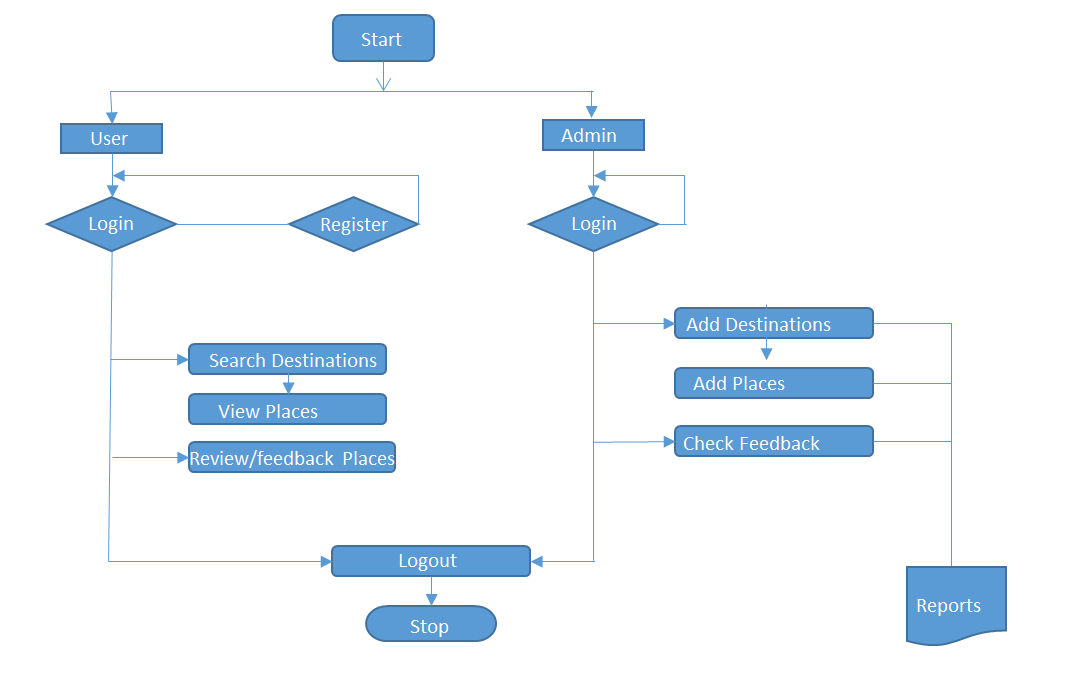 Start
User
Admin
Login
Register
Login
Add Destinations
Search Destinations
Add Places
View Places
Check Feedback
Review/feedback Places
Logout
Reports
Stop